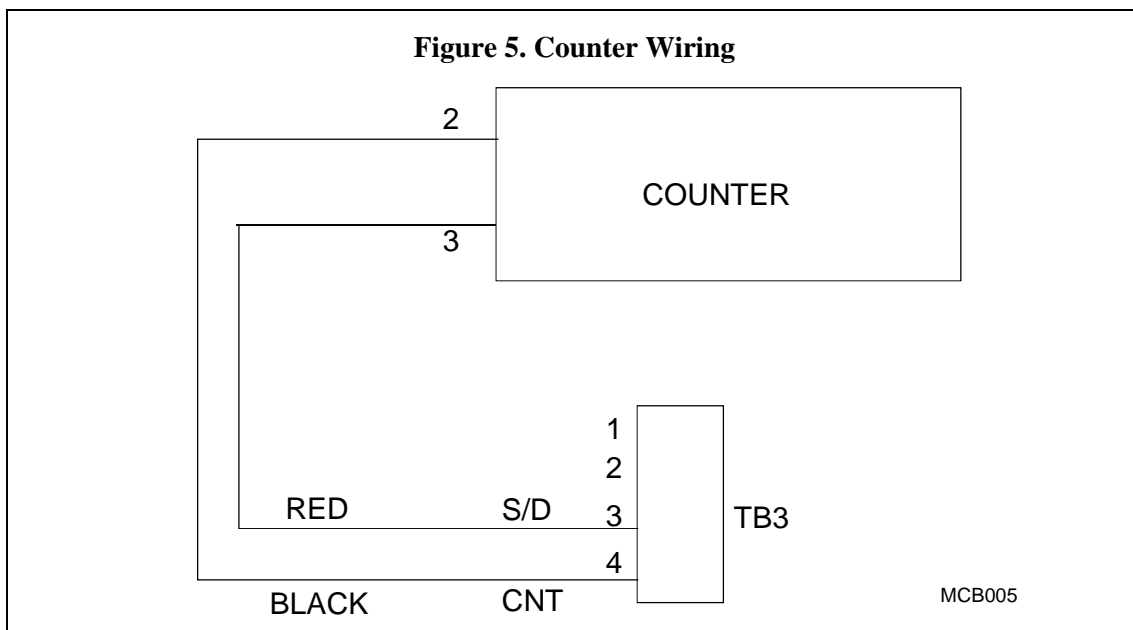 Figure 5. Counter Wiring
2
COUNTER
3
1
2
RED S/D 3 TB3
4
BLACK CNT
MCB005